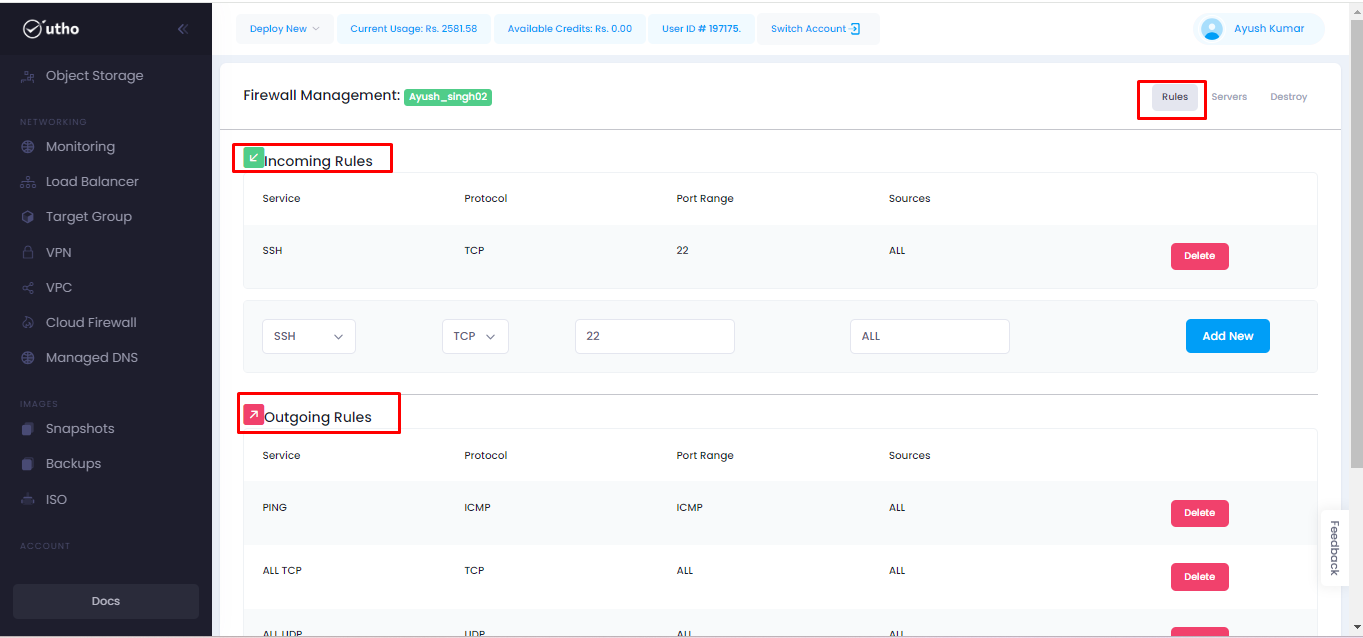 utho
Deploy New
Current Usage: Rs. 2581.58
Available Credits: Rs. 0.00
User ID # 197175.
Switch Account
Ayush Kumar
Object Storage
NETWORKING
Monitoring
Load Balancer
Target Group
VPN
VPC
Cloud Firewall
Managed DNS
IMAGES
Snapshots
Backups
ISO
ACCOUNT
Docs
Firewall Management: Ayush_singh02
Rules Servers Destroy
Incoming Rules
Service Protocol Port Range Sources
SSH TCP 22 ALL Delete
SSH TCP 22 ALL Add New
Outgoing Rules
Service Protocol Port Range Sources
PING ICMP ICMP ALL Delete
ALL TCP TCP ALL ALL Delete
ALL UDP UDP ALL ALL
Feedback